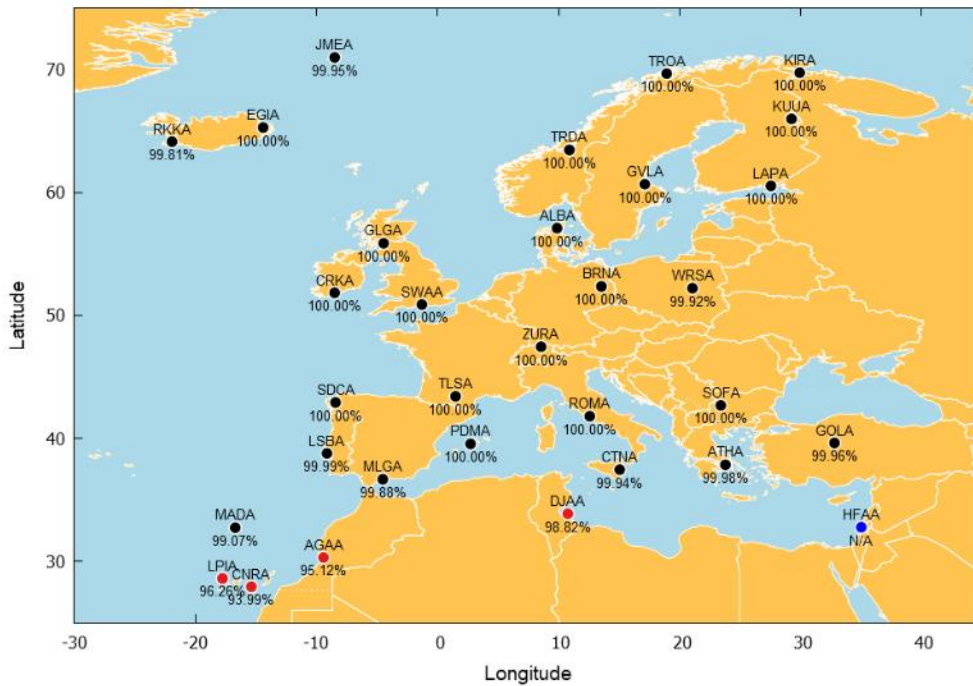 70
60
50
40
30
-30
-20
-10
0
10
20
30
40
Latitude
Longitude
JMEA
99.95%
TROA
100.00%
KIRA
100.00%
KUUA
100.00%
EGIA
100.00%
RKKA
99.81%
TRDA
100.00%
GVLA
100.00%
LAPA
100.00%
ALBA
100.00%
GLGA
100.00%
CRKA
100.00%
SWAA
100.00%
BRNA
100.00%
WRSA
99.92%
ZURA
100.00%
TLSA
100.00%
SDCA
100.00%
ROMA
100.00%
SOFA
100.00%
PDMA
100.00%
LSBA
99.99%
MLGA
99.88%
CTNA
99.94%
ATHA
99.98%
GOLA
99.96%
DJAA
98.82%
HFAA
N/A
MADA
99.07%
AGAA
95.12%
LPIA
96.26%
CNRA
93.99%